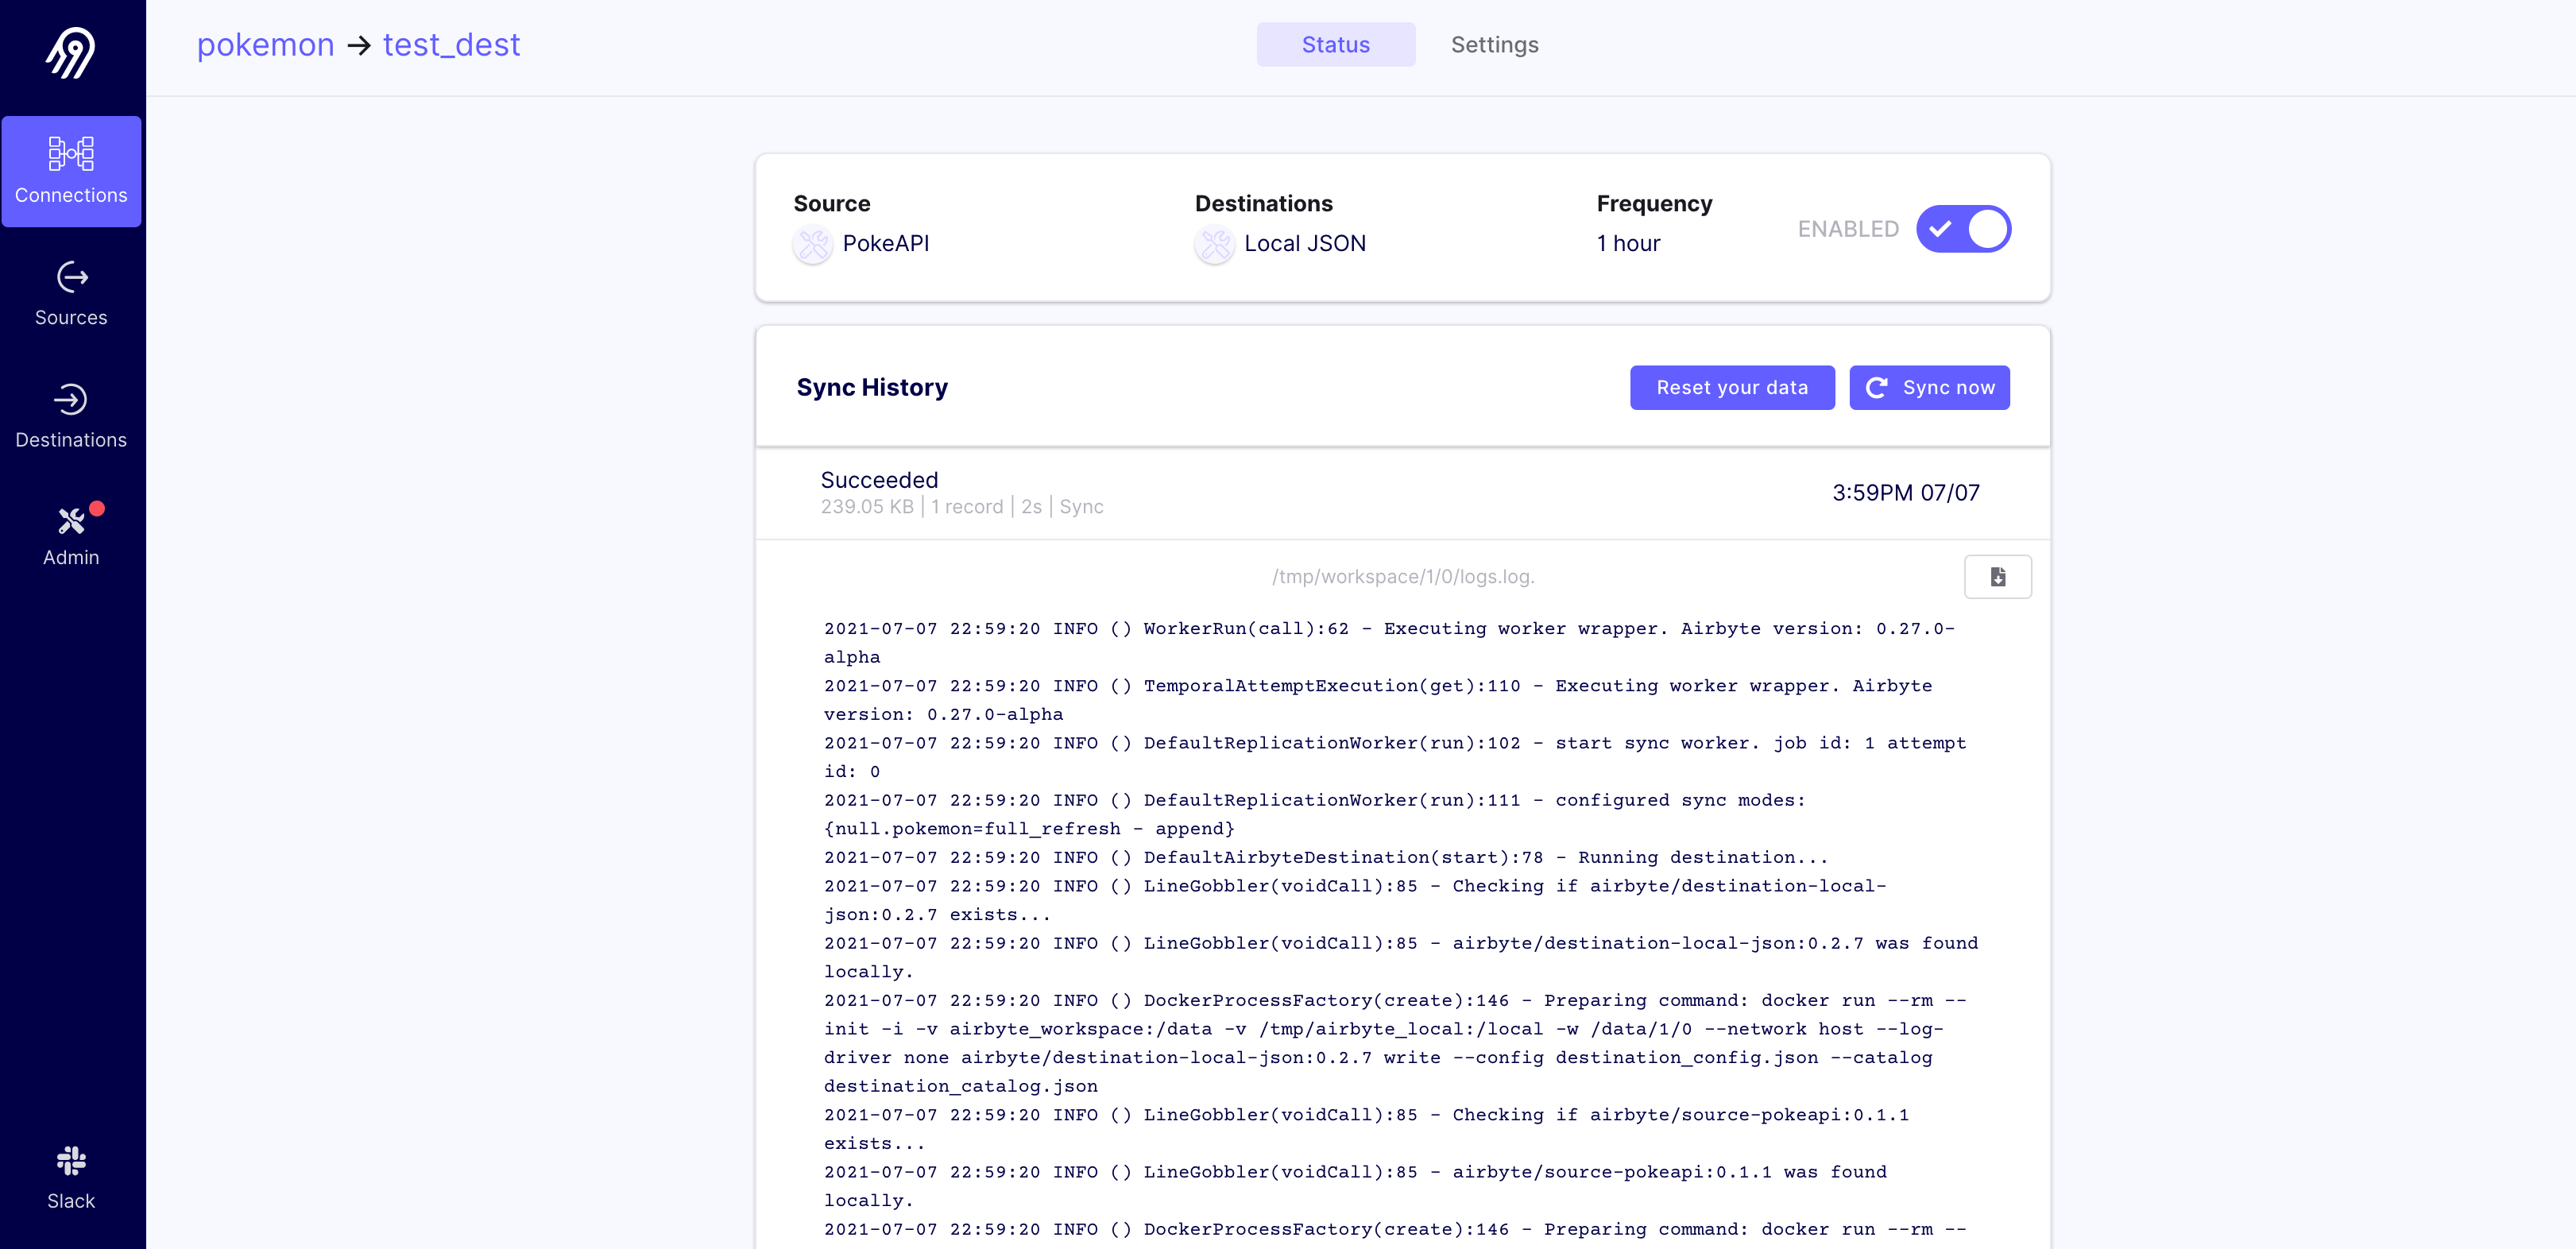 pokemon → test_dest
Status
Settings
Connections
Sources
Destinations
Admin
Slack
Source
PokeAPI
Destinations
Local JSON
Frequency
1 hour
ENABLED
Sync History
Reset your data
Sync now
Succeeded
239.05 KB | 1 record | 2s | Sync
3:59PM 07/07
/tmp/workspace/1/0/logs.log.
2021-07-07 22:59:20 INFO () WorkerRun(call):62 - Executing worker wrapper. Airbyte version: 0.27.0-
alpha
2021-07-07 22:59:20 INFO () TemporalAttemptExecution(get):110 - Executing worker wrapper. Airbyte
version: 0.27.0-alpha
2021-07-07 22:59:20 INFO () DefaultReplicationWorker(run):102 - start sync worker. job id: 1 attempt
id: 0
2021-07-07 22:59:20 INFO () DefaultReplicationWorker(run):111 - configured sync modes:
{null.pokemon=full_refresh - append}
2021-07-07 22:59:20 INFO () DefaultAirbyteDestination(start):78 - Running destination...
2021-07-07 22:59:20 INFO () LineGobbler(voidCall):85 - Checking if airbyte/destination-local-
json:0.2.7 exists...
2021-07-07 22:59:20 INFO () LineGobbler(voidCall):85 - airbyte/destination-local-json:0.2.7 was found
locally.
2021-07-07 22:59:20 INFO () DockerProcessFactory(create):146 - Preparing command: docker run --rm --
init -i -v airbyte_workspace:/data -v /tmp/airbyte_local:/local -w /data/1/0 --network host --log-
driver none airbyte/destination-local-json:0.2.7 write --config destination_config.json --catalog
destination_catalog.json
2021-07-07 22:59:20 INFO () LineGobbler(voidCall):85 - Checking if airbyte/source-pokeapi:0.1.1
exists...
2021-07-07 22:59:20 INFO () LineGobbler(voidCall):85 - airbyte/source-pokeapi:0.1.1 was found
locally.
2021-07-07 22:59:20 INFO () DockerProcessFactory(create):146 - Preparing command: docker run --rm --